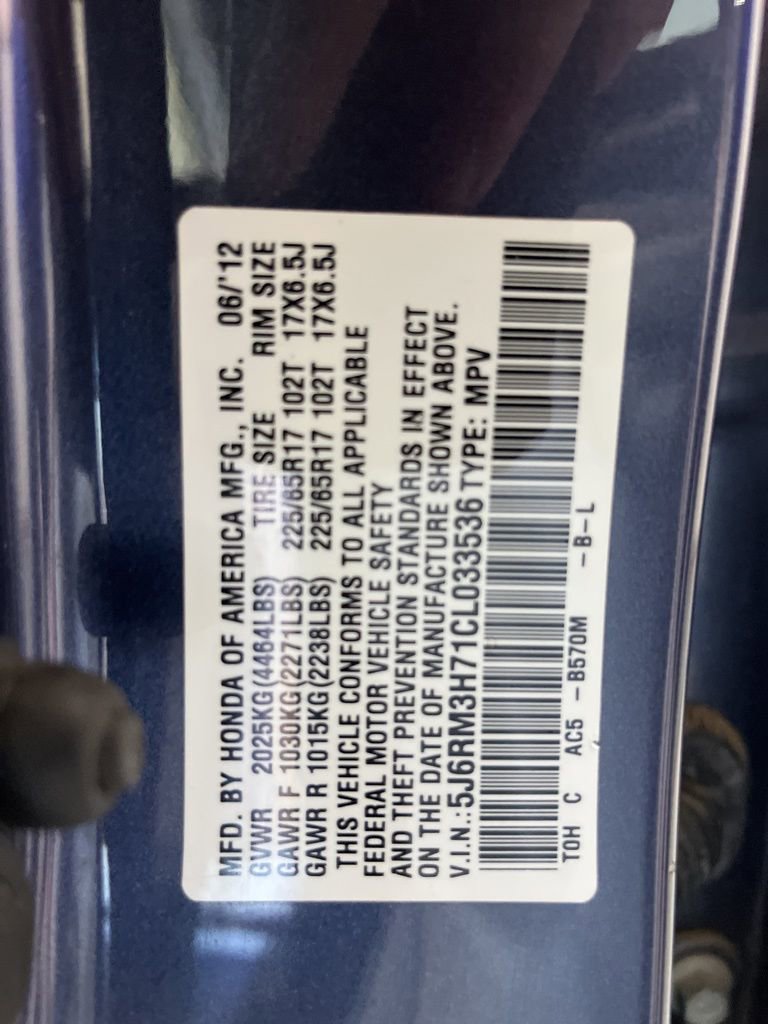 MFD. BY HONDA OF AMERICA MFG., INC. 06/'12
GVWR 2025KG(4464LBS) TIRE SIZE RIM SIZE
GAWR F 1030KG(2271LBS) 225/65R17 102T 17X6.5J
GAWR R 1015KG(2238LBS) 225/65R17 102T 17X6.5J
THIS VEHICLE CONFORMS TO ALL APPLICABLE
FEDERAL MOTOR VEHICLE SAFETY
AND THEFT PREVENTION STANDARDS IN EFFECT
ON THE DATE OF MANUFACTURE SHOWN ABOVE.
V.I.N.:5J6RM3H71CL033536 TYPE: MPV
TOH C AC5 -B570M -B-L